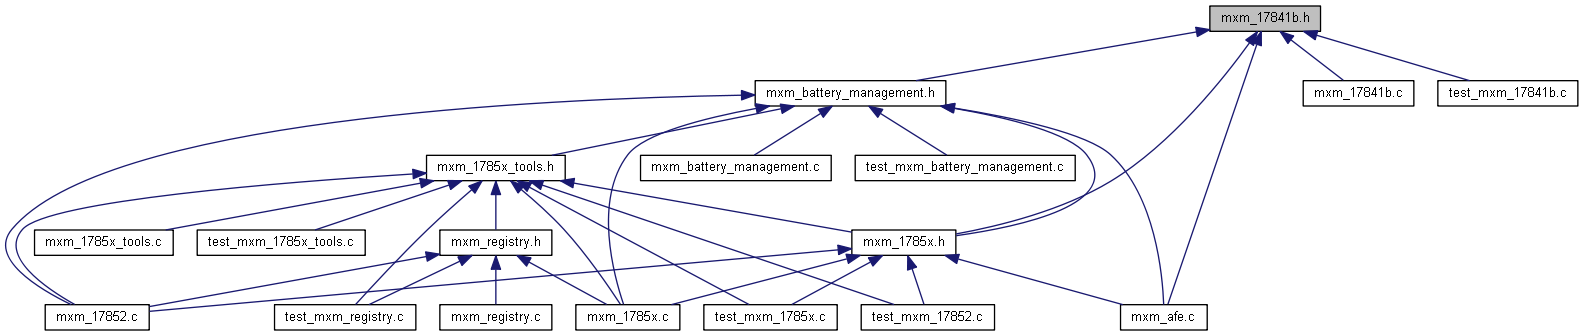 mxm_17841b.h
mxm_battery_management.h
mxm_17841b.c
test_mxm_17841b.c
mxm_1785x_tools.h
mxm_battery_management.c
test_mxm_battery_management.c
mxm_1785x_tools.c
test_mxm_1785x_tools.c
mxm_registry.h
mxm_1785x.h
mxm_17852.c
test_mxm_registry.c
mxm_registry.c
mxm_1785x.c
test_mxm_1785x.c
test_mxm_17852.c
mxm_afe.c